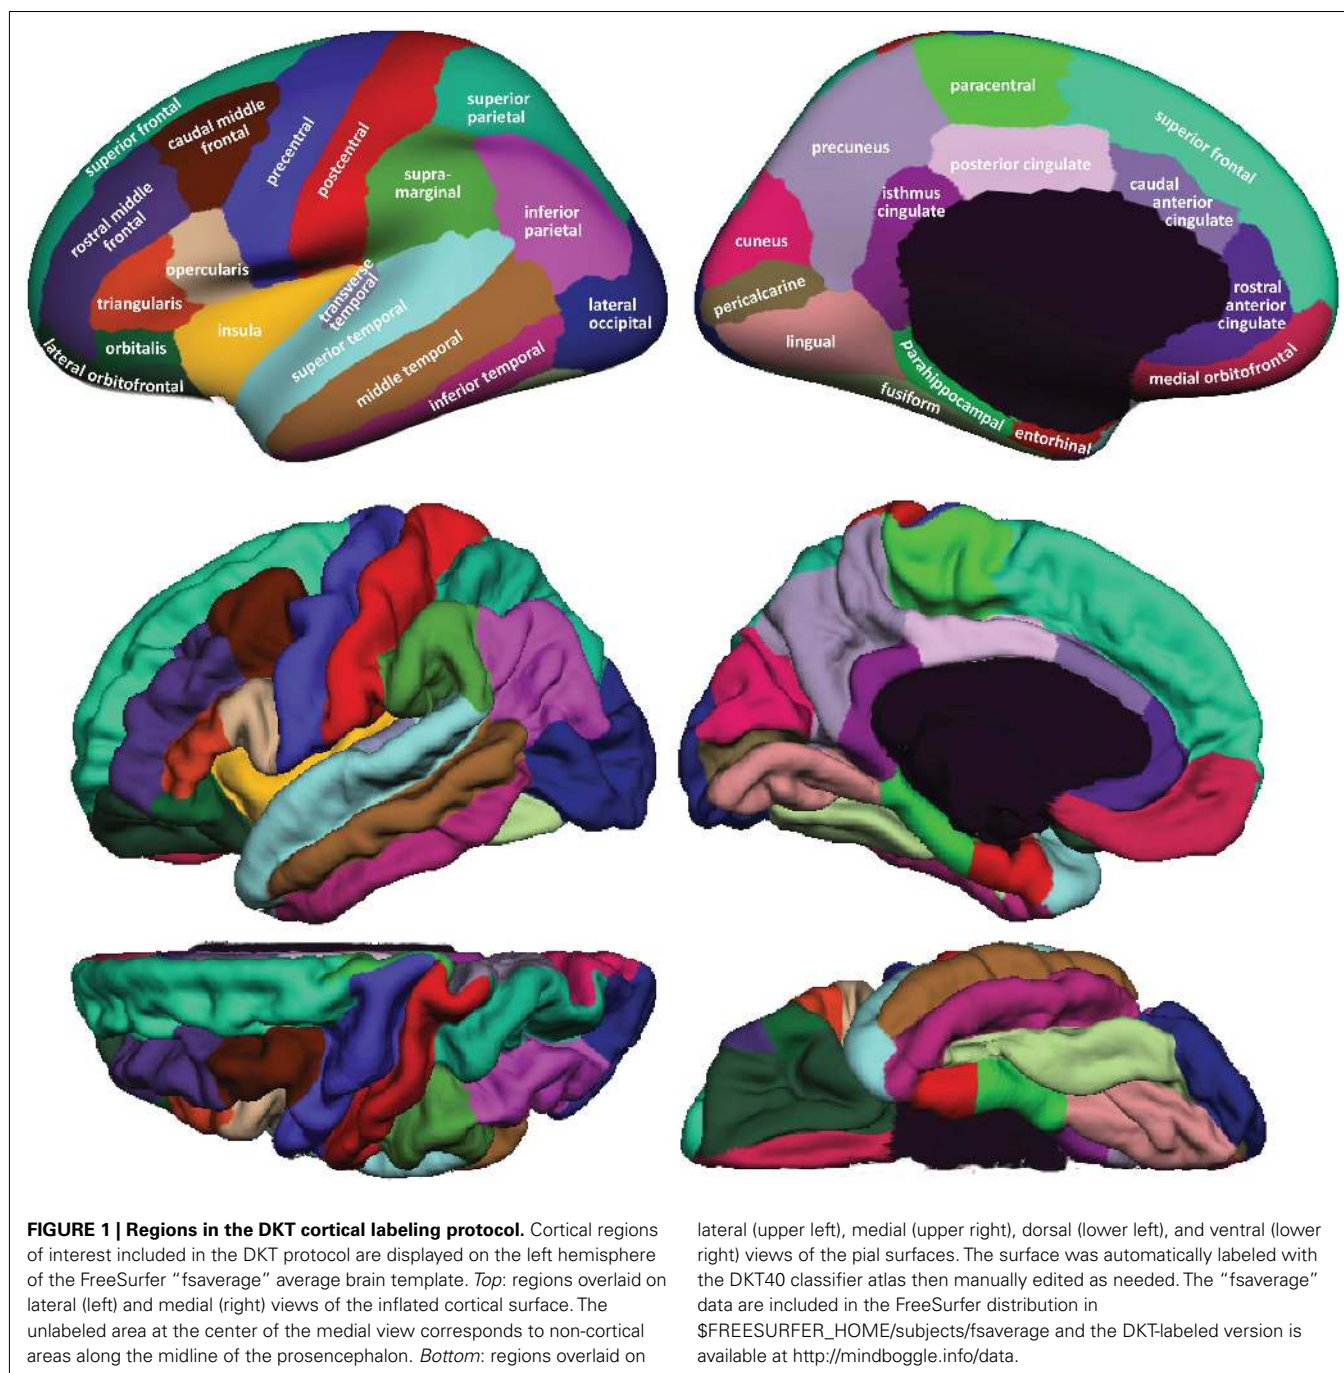 superior frontal
caudal middle
frontal
precentral
postcentral
superior
parietal
rostral middle
frontal
supra-
marginal
inferior
parietal
opercularis
triangularis
transverse
temporal
insula
lateral
occipital
orbitalis
lateral orbitofrontal
superior temporal
middle temporal
inferior temporal
paracentral
superior frontal
precuneus
posterior cingulate
isthmus
cingulate
caudal
anterior
cingulate
cuneus
pericalcarine
rostral
anterior
cingulate
lingual
medial orbitofrontal
parahippocampal
fusiform
entorhinal
FIGURE 1 | Regions in the DKT cortical labeling protocol. Cortical regions
of interest included in the DKT protocol are displayed on the left hemisphere
of the FreeSurfer “fsaverage” average brain template. Top: regions overlaid on
lateral (left) and medial (right) views of the inflated cortical surface. The
unlabeled area at the center of the medial view corresponds to non-cortical
areas along the midline of the prosencephalon. Bottom: regions overlaid on
lateral (upper left), medial (upper right), dorsal (lower left), and ventral (lower
right) views of the pial surfaces. The surface was automatically labeled with
the DKT40 classifier atlas then manually edited as needed. The “fsaverage”
data are included in the FreeSurfer distribution in
$FREESURFER_HOME/subjects/fsaverage and the DKT-labeled version is
available at http://mindboggle.info/data.